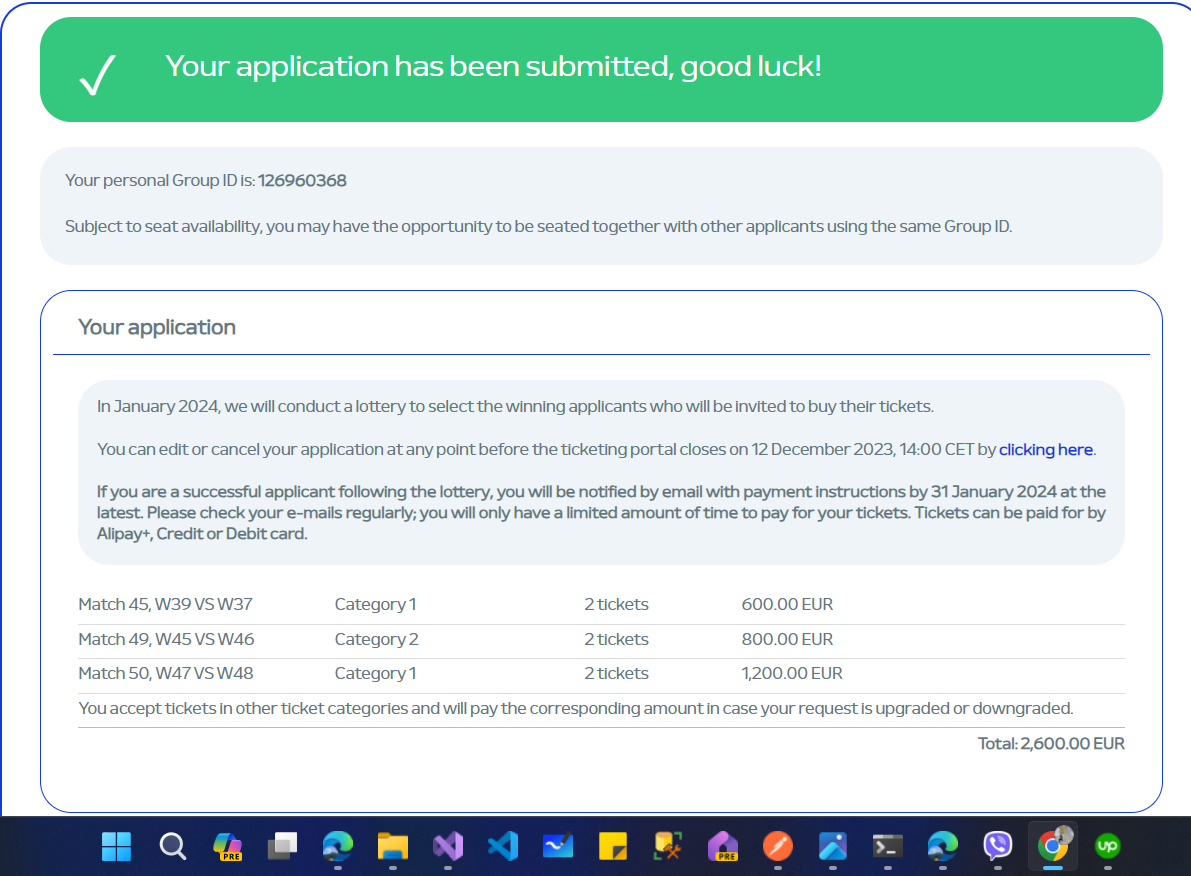 Your application has been submitted, good luck!
Your personal Group ID is: 126960368
Subject to seat availability, you may have the opportunity to be seated together with other applicants using the same Group ID.
Your application
In January 2024, we will conduct a lottery to select the winning applicants who will be invited to buy their tickets.
You can edit or cancel your application at any point before the ticketing portal closes on 12 December 2023, 14:00 CET by clicking here.
If you are a successful applicant following the lottery, you will be notified by email with payment instructions by 31 January 2024 at the
latest. Please check your e-mails regularly; you will only have a limited amount of time to pay for your tickets. Tickets can be paid for by
Alipay+, Credit or Debit card.
Match 45, W39 VS W37 Category 1 2 tickets 600.00 EUR
Match 49, W45 VS W46 Category 2 2 tickets 800.00 EUR
Match 50, W47 VS W48 Category 1 2 tickets 1,200.00 EUR
You accept tickets in other ticket categories and will pay the corresponding amount in case your request is upgraded or downgraded.
Total: 2,600.00 EUR
PRE PRE up